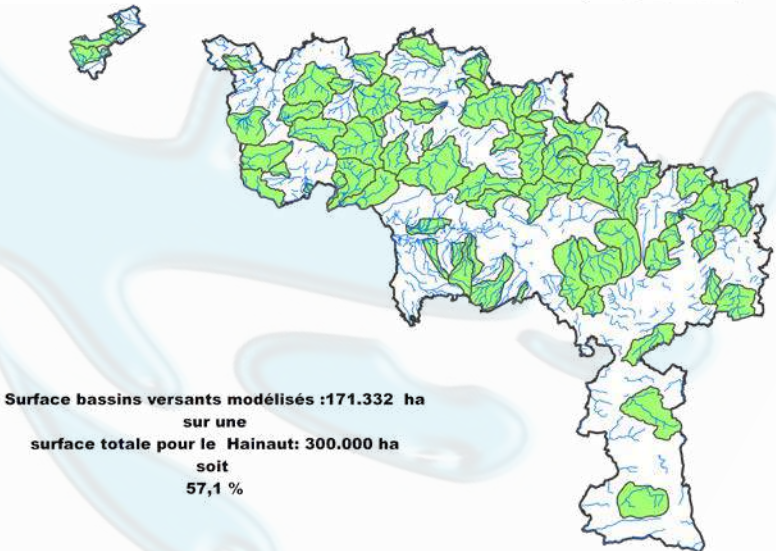 Surface bassins versants modélisés :171.332 ha
sur une
surface totale pour le Hainaut: 300.000 ha
soit
57,1 %